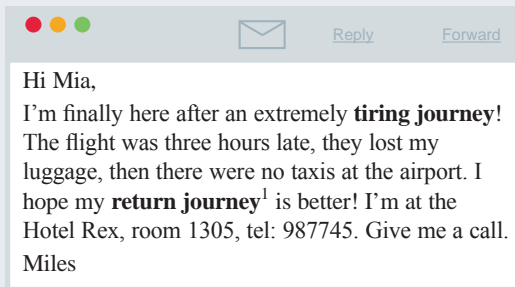 Reply Forward
Hi Mia,
I'm finally here after an extremely tiring journey!
The flight was three hours late, they lost my
luggage, then there were no taxis at the airport. I
hope my return journey¹ is better! I'm at the
Hotel Rex, room 1305, tel: 987745. Give me a call.
Miles